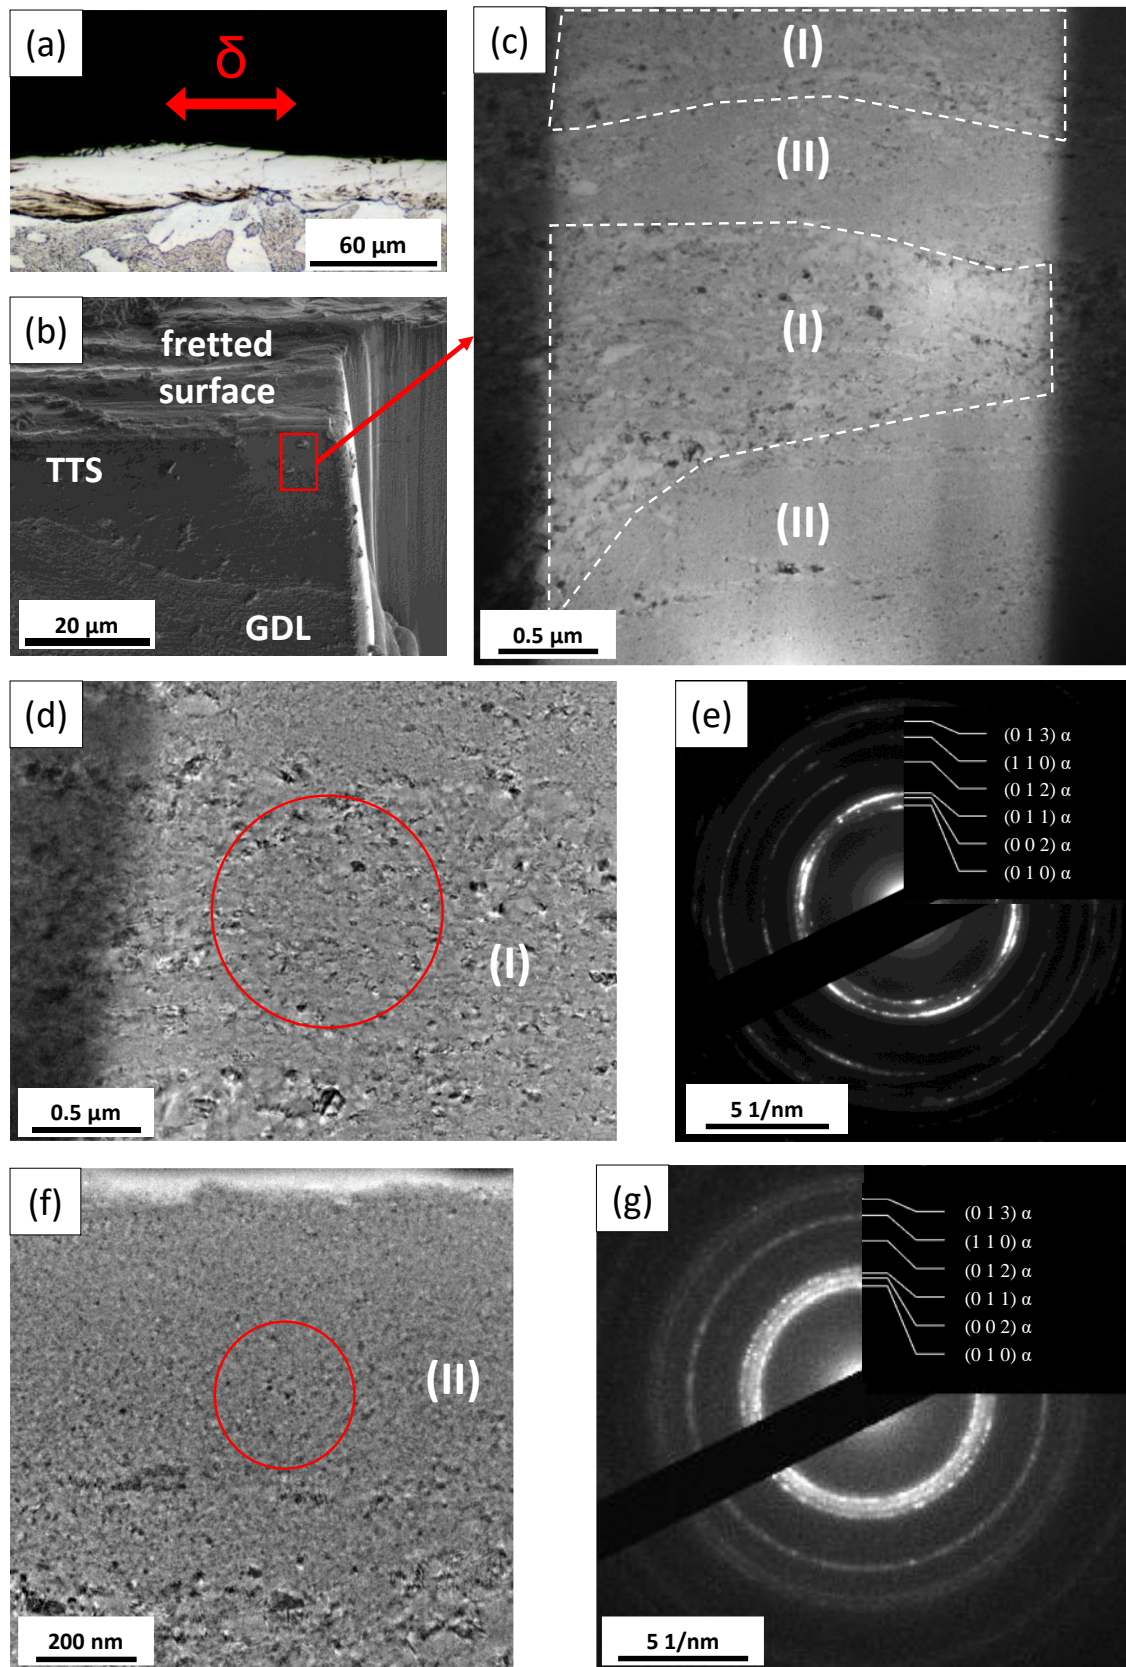 (a)
δ
60 μm
(b)
fretted
surface
TTS
GDL
20 μm
(c)
(I)
(II)
(I)
(II)
0.5 μm
(d)
(I)
0.5 μm
(e)
(0 1 3) α
(1 1 0) α
(0 1 2) α
(0 1 1) α
(0 0 2) α
(0 1 0) α
5 1/nm
(f)
(II)
200 nm
(g)
(0 1 3) α
(1 1 0) α
(0 1 2) α
(0 1 1) α
(0 0 2) α
(0 1 0) α
5 1/nm